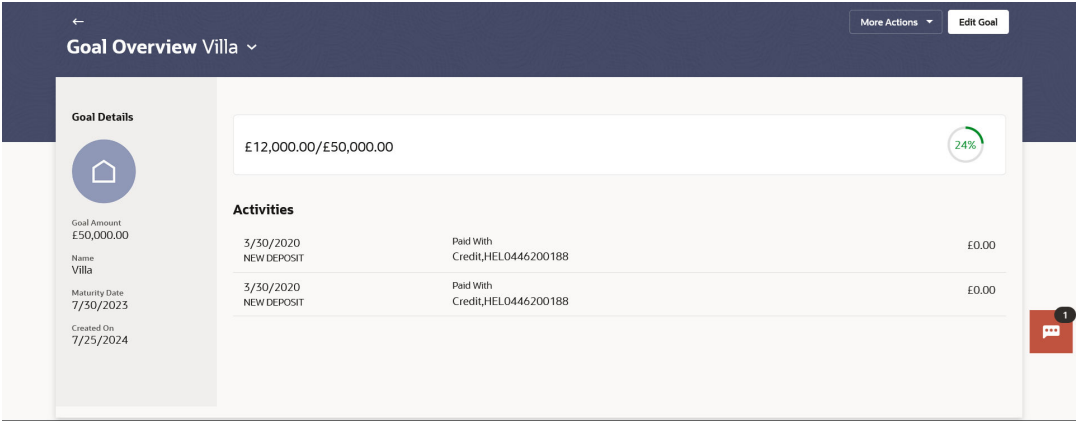 ←
More Actions
Edit Goal
Goal Overview Villa
Goal Details
£12,000.00/£50,000.00
24%
Goal Amount
£50,000.00
Name
Villa
Maturity Date
7/30/2023
Created On
7/25/2024
Activities
3/30/2020
NEW DEPOSIT
Paid With
Credit,HEL0446200188
£0.00
3/30/2020
NEW DEPOSIT
Paid With
Credit,HEL0446200188
£0.00
1